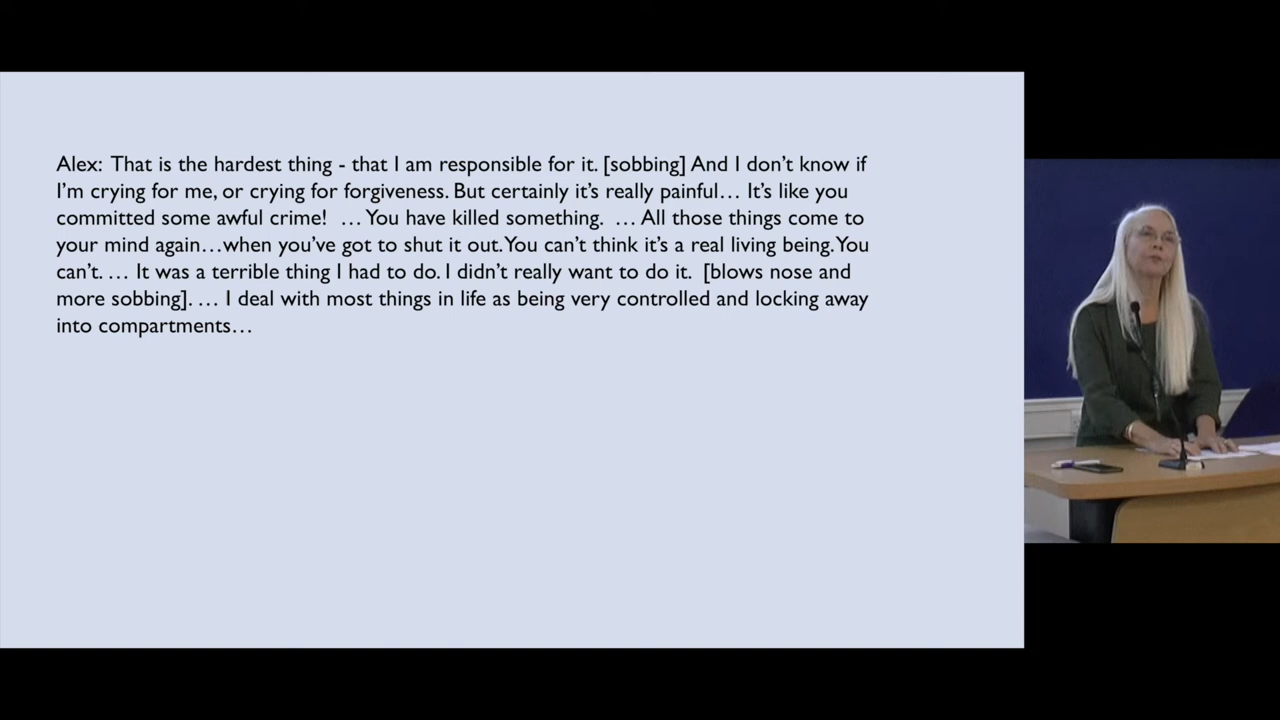 Alex: That is the hardest thing - that I am responsible for it. [sobbing] And I don't know if
I'm crying for me, or crying for forgiveness. But certainly it's really painful… It's like you
committed some awful crime! … You have killed something. … All those things come to
your mind again…when you've got to shut it out. You can't think it's a real living being. You
can't. … It was a terrible thing I had to do. I didn't really want to do it. [blows nose and
more sobbing]. … I deal with most things in life as being very controlled and locking away
into compartments…